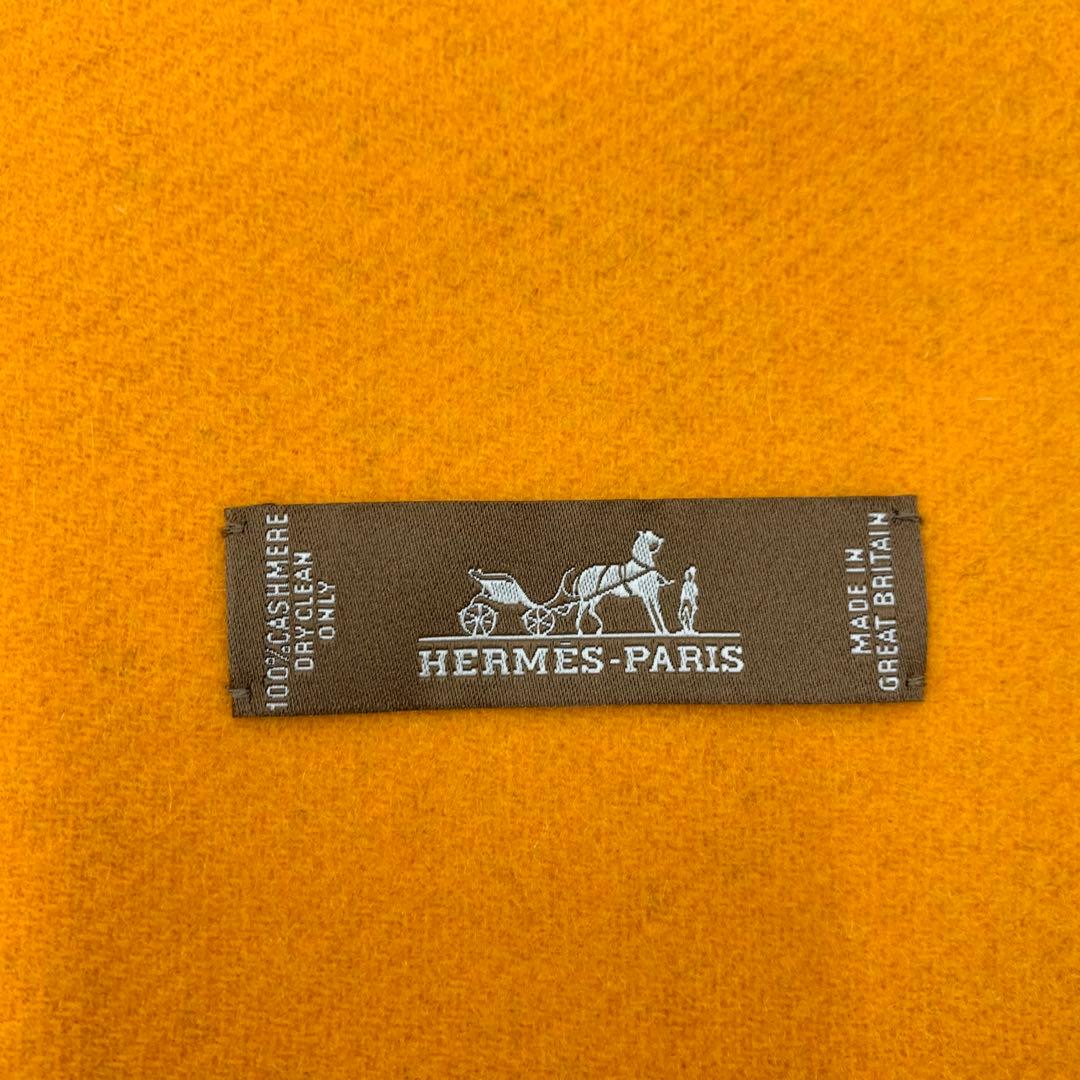 100%CASHMERE
DRY CLEAN
ONLY
HERMÈS-PARIS
MADE IN
GREAT BRITAIN